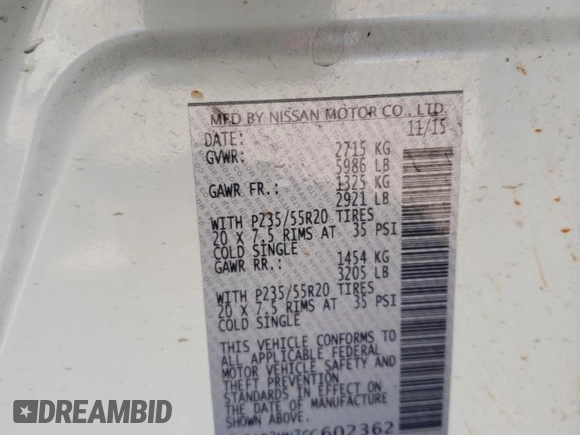 MFD BY NISSAN MOTOR CO., LTD.
DATE: 11/15
GVWR: 2715 KG
5986 LB
GAWR FR.: 1325 KG
2921 LB
WITH P235/55R20 TIRES
20 X 7.5 RIMS AT 35 PSI
COLD SINGLE
GAWR RR.: 1454 KG
3205 LB
WITH P235/55R20 TIRES
20 X 7.5 RIMS AT 35 PSI
COLD SINGLE
THIS VEHICLE CONFORMS TO
ALL APPLICABLE FEDERAL
MOTOR VEHICLE SAFETY AND
THEFT PREVENTION
STANDARDS IN EFFECT ON
THE DATE OF MANUFACTURE
SHOWN ABOVE.
EPICVIN.COM